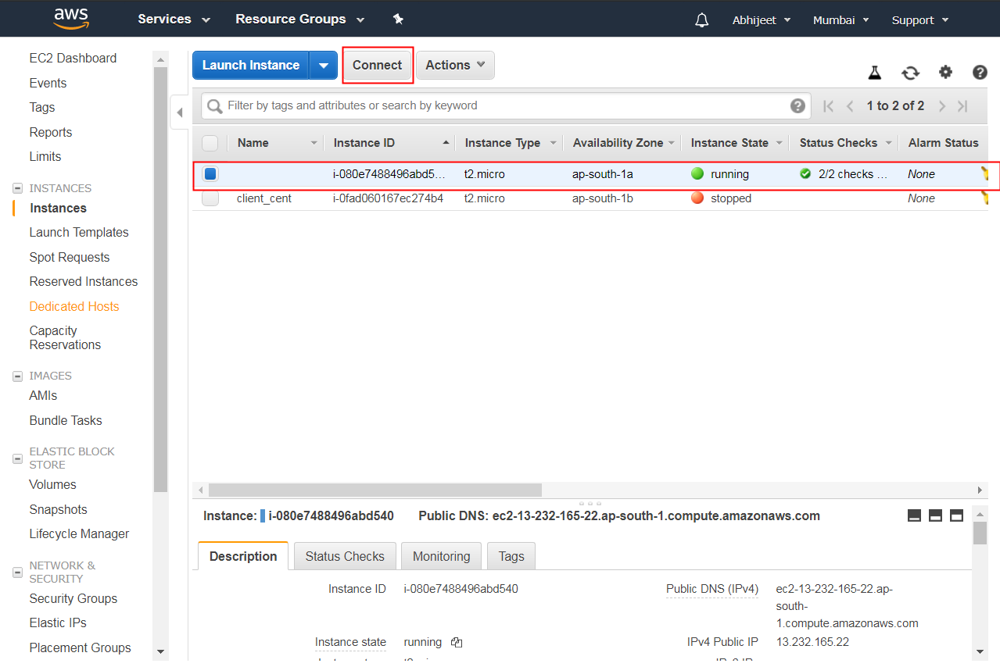 aws Services Resource Groups Abhijeet Mumbai Support
EC2 Dashboard
Events
Tags
Reports
Limits
INSTANCES
Instances
Launch Templates
Spot Requests
Reserved Instances
Dedicated Hosts
Capacity
Reservations
IMAGES
AMIs
Bundle Tasks
ELASTIC BLOCK
STORE
Volumes
Snapshots
Lifecycle Manager
NETWORK &
SECURITY
Security Groups
Elastic IPs
Placement Groups
Launch Instance Connect Actions
Filter by tags and attributes or search by keyword 1 to 2 of 2
Name Instance ID Instance Type Availability Zone Instance State Status Checks Alarm Status
i-080e7488496abd5... t2.micro ap-south-1a running 2/2 checks ... None
client_cent i-0fad060167ec274b4 t2.micro ap-south-1b stopped None
Instance: i-080e7488496abd540 Public DNS: ec2-13-232-165-22.ap-south-1.compute.amazonaws.com
Description Status Checks Monitoring Tags
Instance ID i-080e7488496abd540 Public DNS (IPv4) ec2-13-232-165-22.ap-
south-
1.compute.amazonaws.com
Instance state running IPv4 Public IP 13.232.165.22